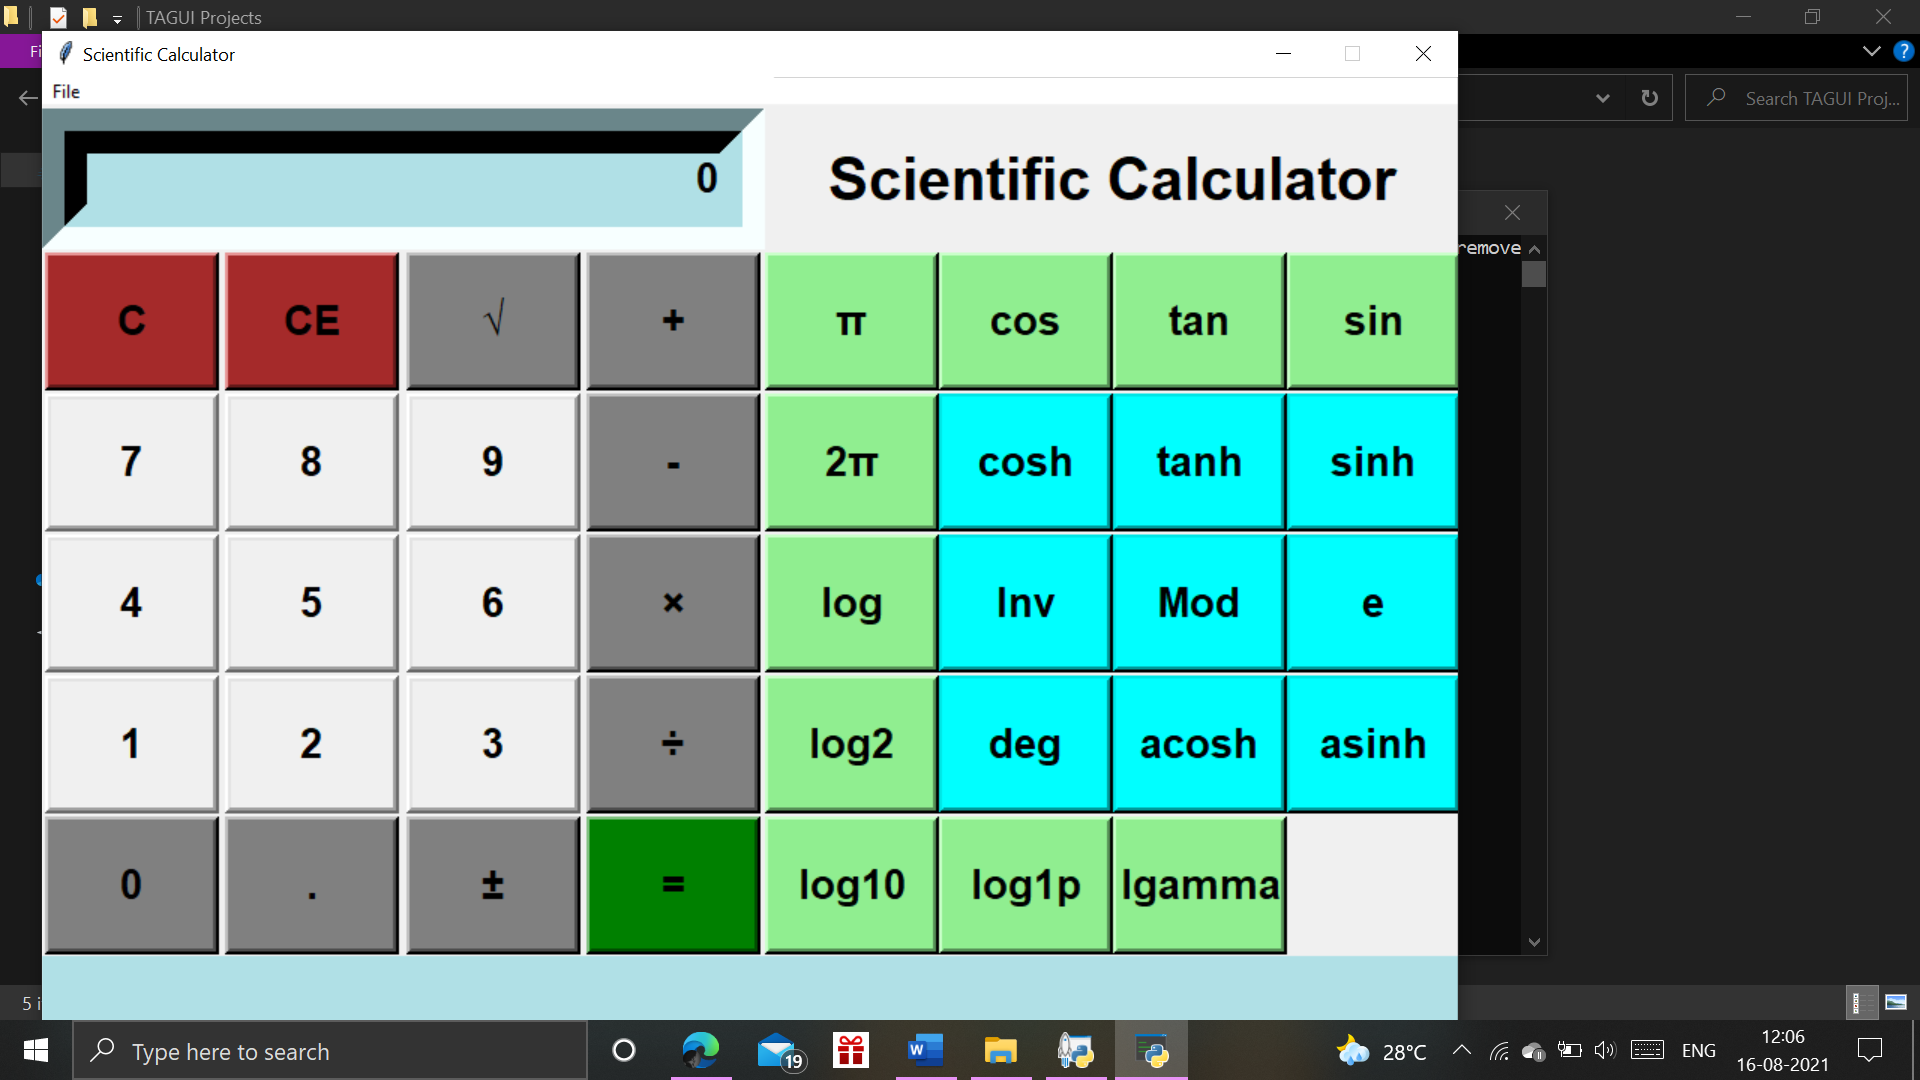 TAGUI Projects
Scientific Calculator
Fi
?
File
Search TAGUI Proj...
0
Scientific Calculator
remove
C CE √ + π cos tan sin
7 8 9 - 2π cosh tanh sinh
4 5 6 × log Inv Mod e
1 2 3 ÷ log2 deg acosh asinh
0 . ± = log10 log1p lgamma
5 i
Type here to search
19
W
28°C
ENG
12:06
16-08-2021